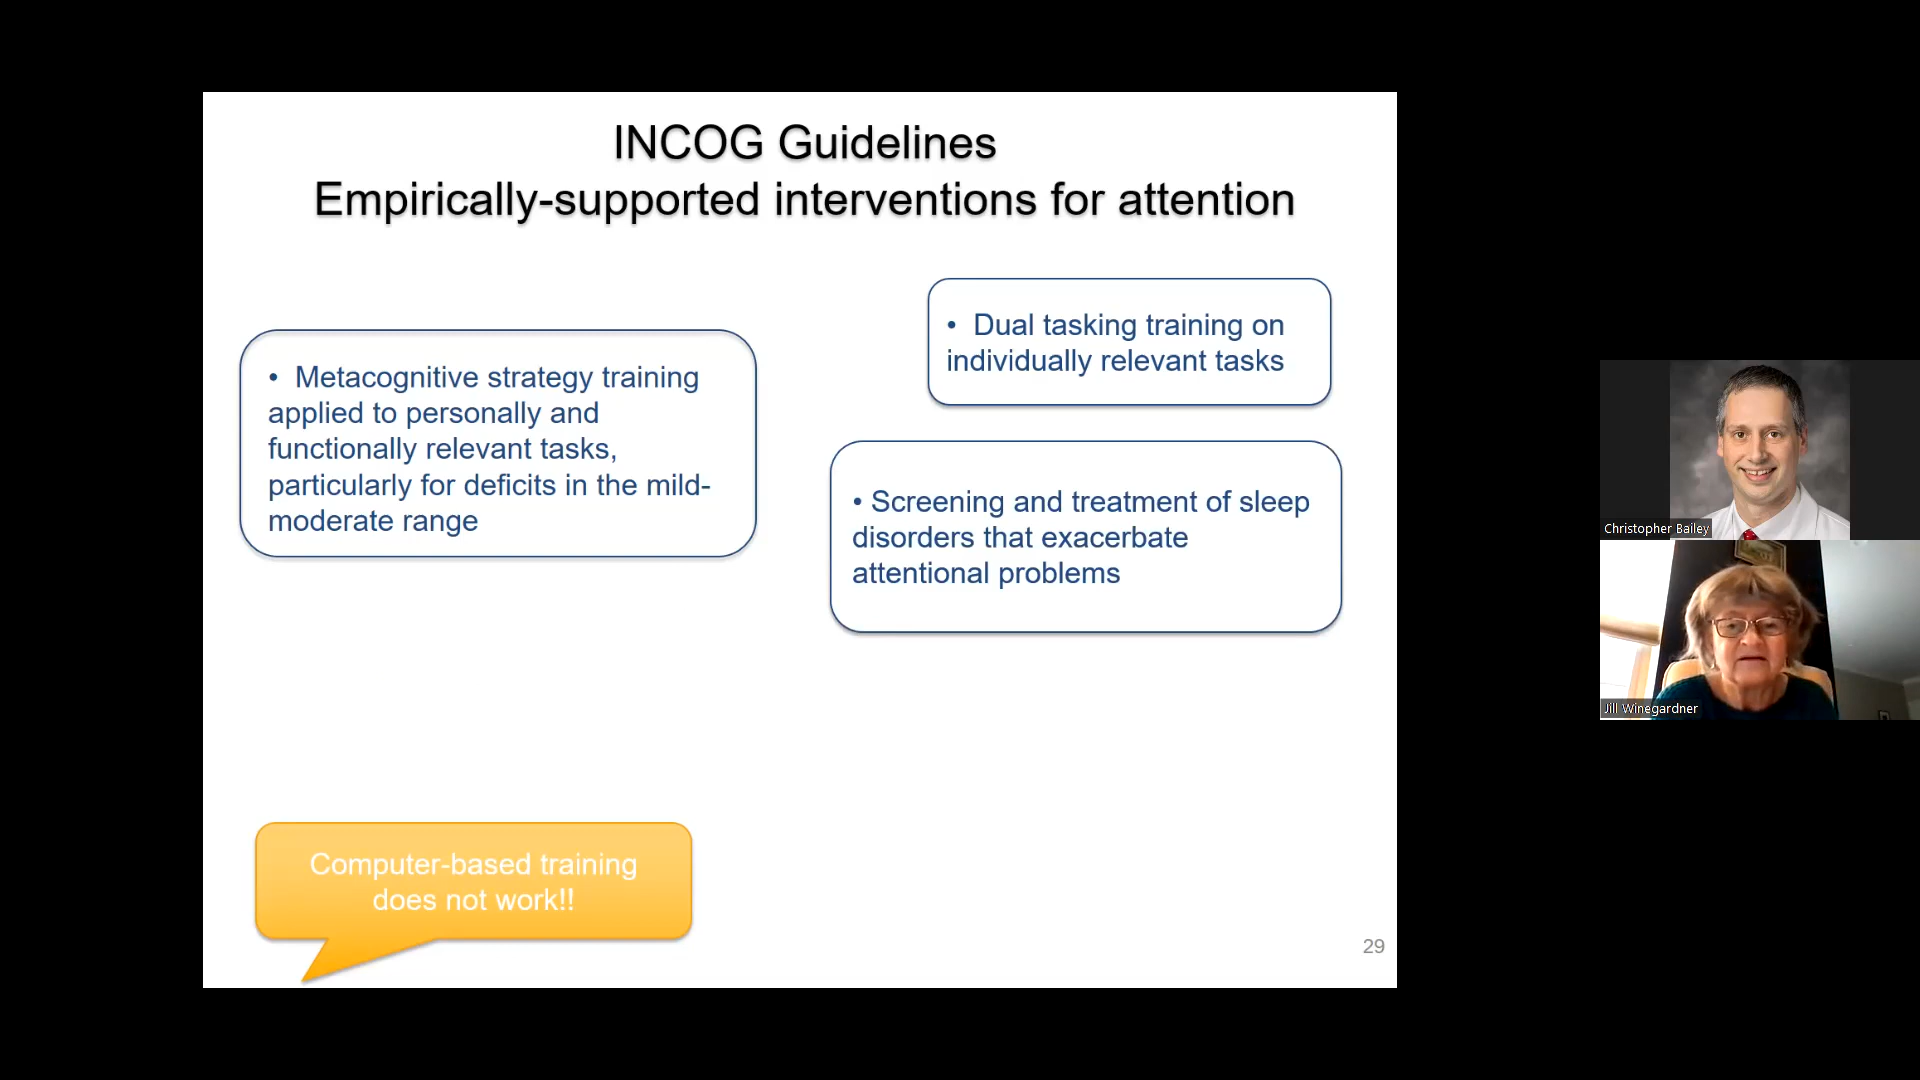 INCOG Guidelines
Empirically-supported interventions for attention
• Metacognitive strategy training
applied to personally and
functionally relevant tasks,
particularly for deficits in the mild-
moderate range
• Dual tasking training on
individually relevant tasks
• Screening and treatment of sleep
disorders that exacerbate
attentional problems
Computer-based training
does not work!!
29
Christopher Bailey
Jill Winegardner